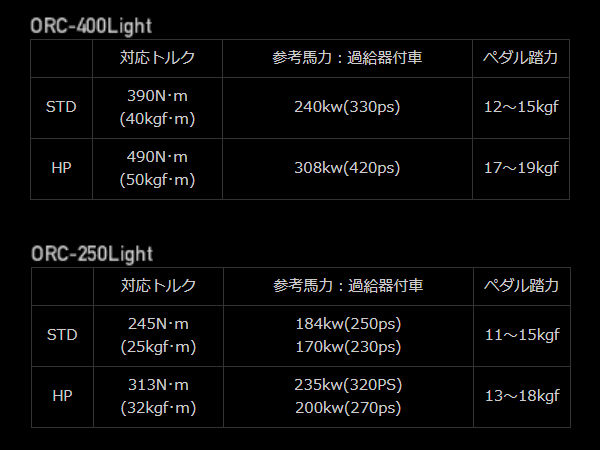 ORC-400Light
対応トルク 参考馬力：過給器付車 ペダル踏力
STD 390N･m (40kgf･m) 240kw(330ps) 12～15kgf
HP 490N･m (50kgf･m) 308kw(420ps) 17～19kgf
ORC-250Light
対応トルク 参考馬力：過給器付車 ペダル踏力
STD 245N･m (25kgf･m) 184kw(250ps) 170kw(230ps) 11～15kgf
HP 313N･m (32kgf･m) 235kw(320PS) 200kw(270ps) 13～18kgf